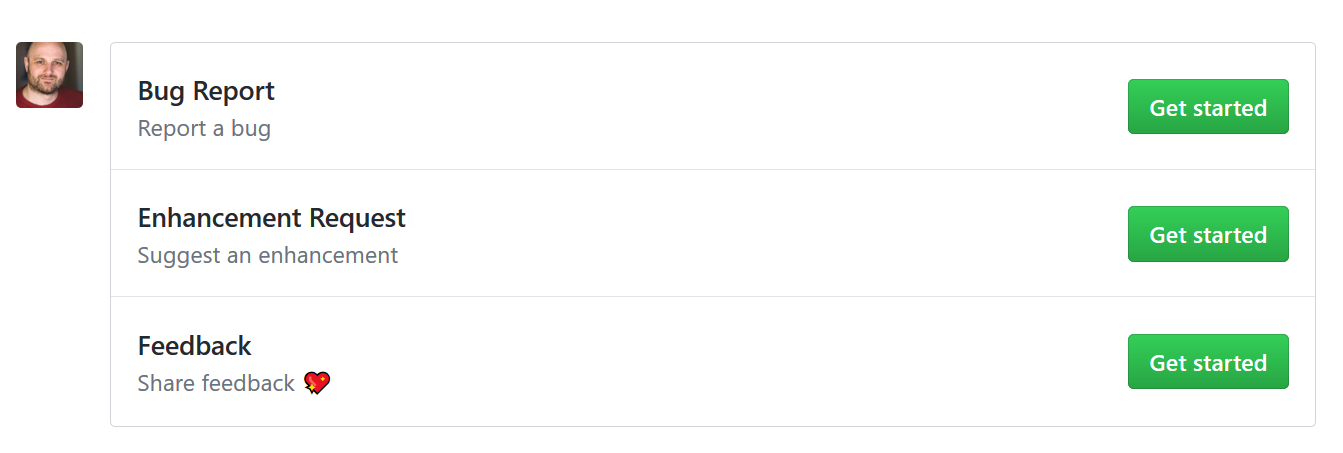 Bug Report
Report a bug
Get started
Enhancement Request
Suggest an enhancement
Get started
Feedback
Share feedback 💖
Get started